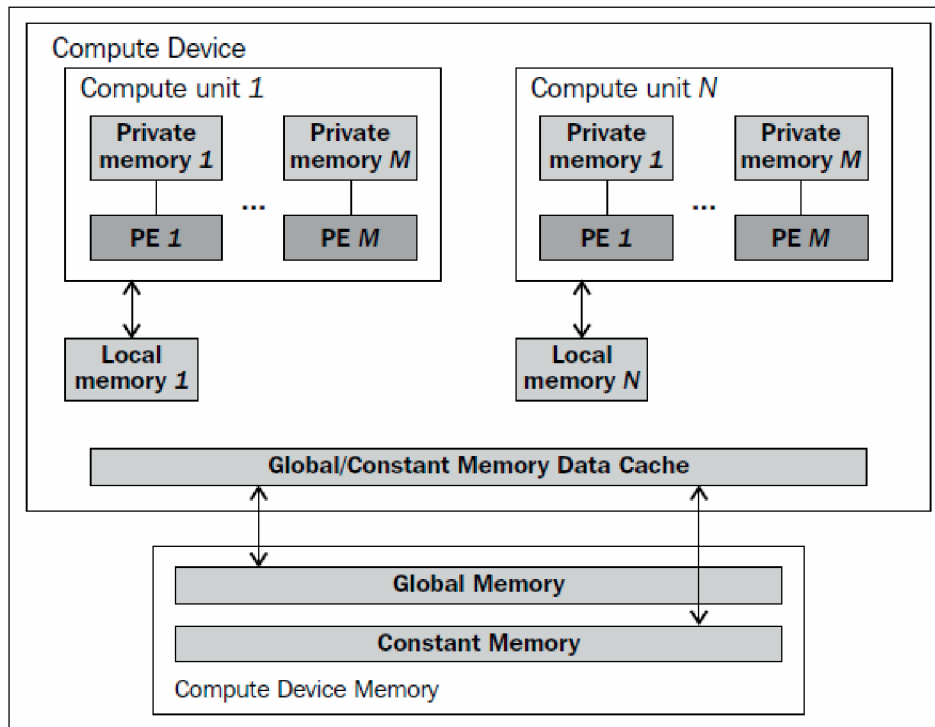 Compute Device
Compute unit 1
Compute unit N
Private
memory 1
Private
memory M
Private
memory 1
Private
memory M
...
...
PE 1
PE M
PE 1
PE M
Local
memory 1
Local
memory N
Global/Constant Memory Data Cache
Global Memory
Constant Memory
Compute Device Memory